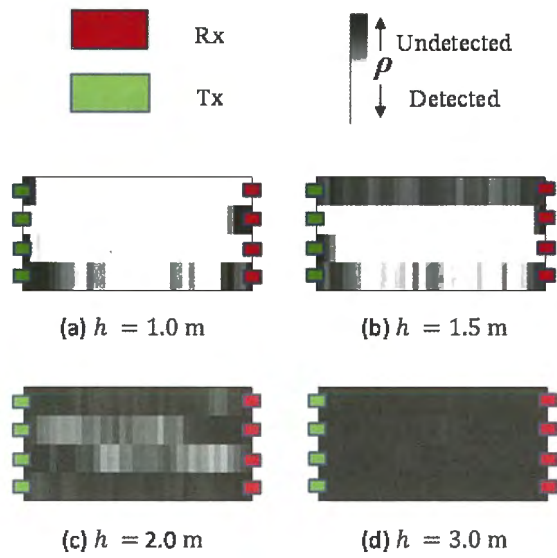 Rx
Tx
Undetected
ρ
Detected
(a) h = 1.0 m
(b) h = 1.5 m
(c) h = 2.0 m
(d) h = 3.0 m